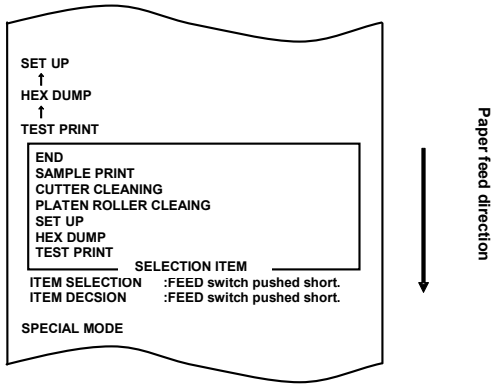 SET UP
↑
HEX DUMP
↑
TEST PRINT
END
SAMPLE PRINT
CUTTER CLEANING
PLATEN ROLLER CLEAING
SET UP
HEX DUMP
TEST PRINT
SELECTION ITEM
ITEM SELECTION :FEED switch pushed short.
ITEM DECSION :FEED switch pushed short.
SPECIAL MODE
Paper feed direction